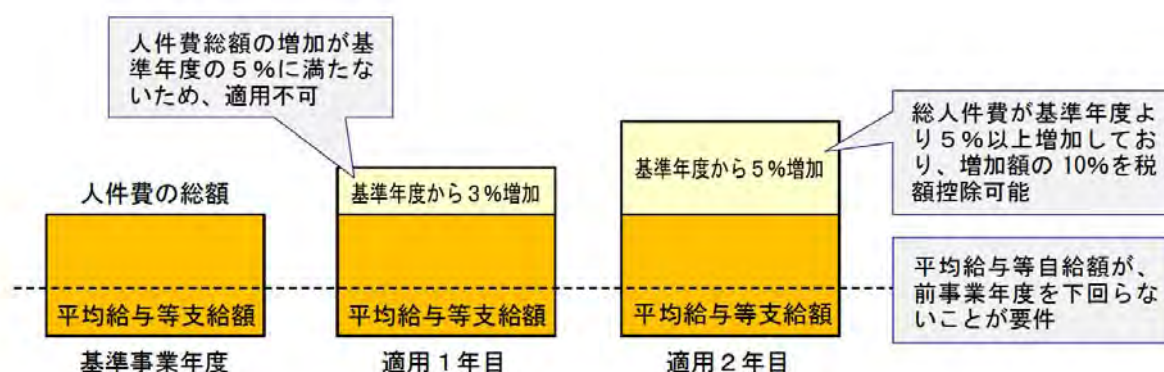 人件費総額の増加が基
準年度の５％に満たな
いため、適用不可
人件費の総額
基準年度から３％増加
基準年度から５％増加
総人件費が基準年度よ
り５％以上増加してお
り、増加額の 10%を税
額控除可能
平均給与等支給額
平均給与等支給額
平均給与等支給額
平均給与等自給額が、
前事業年度を下回らな
いことが要件
基準事業年度
適用１年目
適用２年目